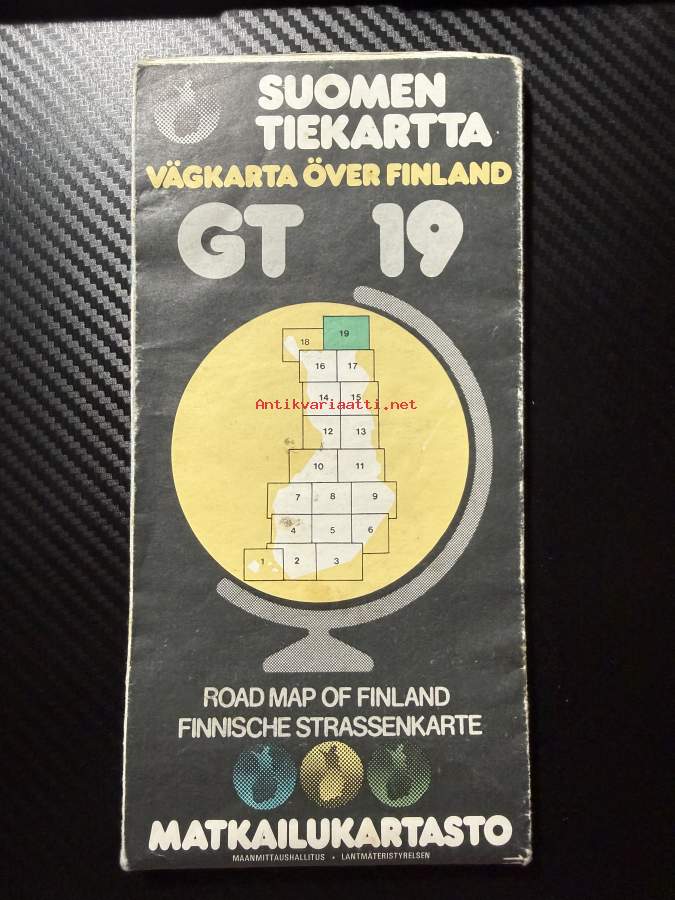 SUOMEN
TIEKARTTA
VÄGKARTA ÖVER FINLAND
GT 19
19
18
16 17
14 15
Antikvariaatti.net
12 13
10 11
7 8 9
4 5 6
1 2 3
ROAD MAP OF FINLAND
FINNISCHE STRASSENKARTE
MATKAILUKARTASTO
MAANMITTAUSHALLITUS • LANTMÄTERISTYRELSEN